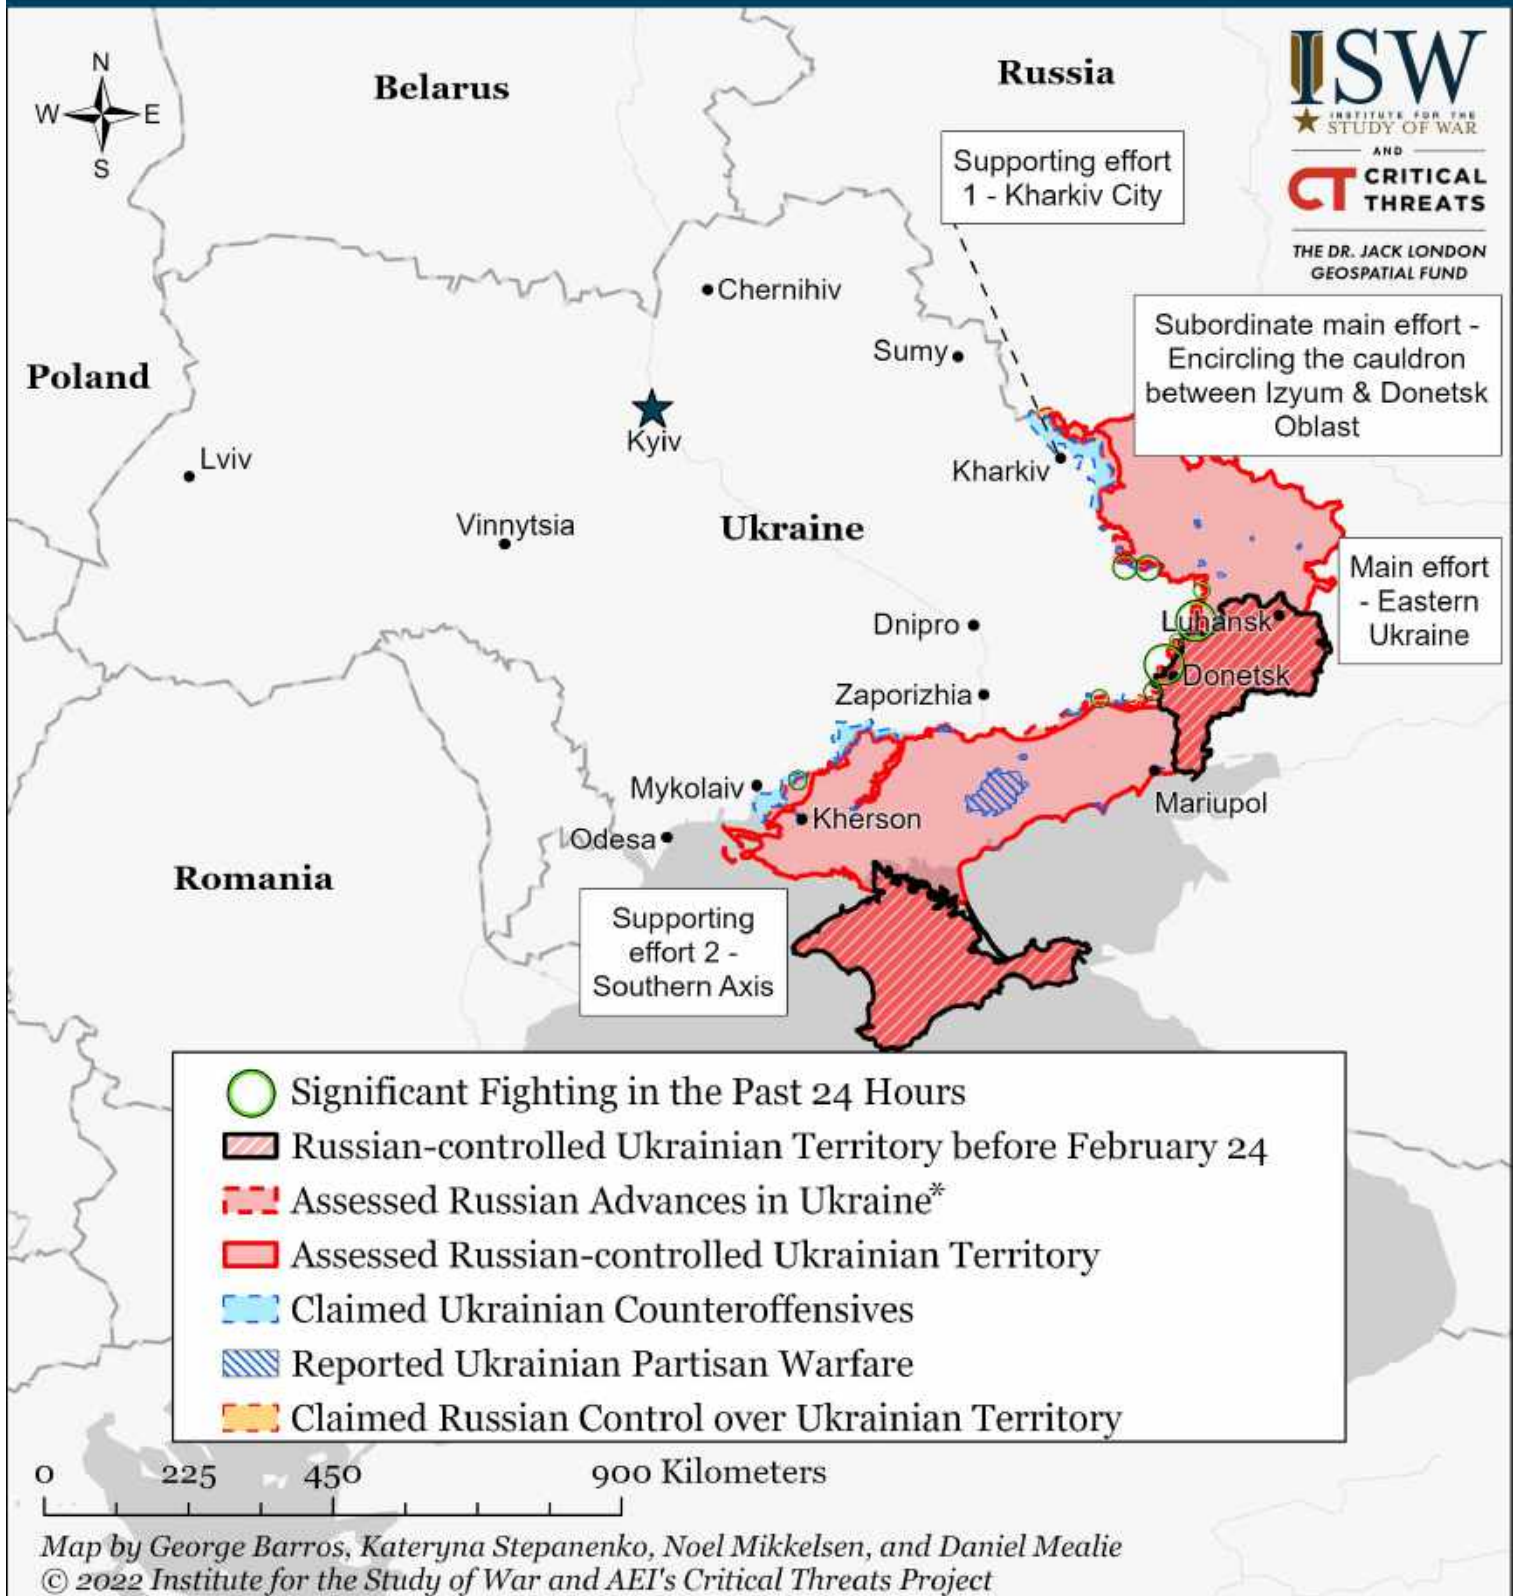 N
W
E
S
Belarus
Russia
ISW
INSTITUTE FOR THE
STUDY OF WAR
AND
CT CRITICAL
THREATS
THE DR. JACK LONDON
GEOSPATIAL FUND
Supporting effort
1 - Kharkiv City
Chernihiv
Sumy
Subordinate main effort -
Encircling the cauldron
between Izyum & Donetsk
Oblast
Poland
Kyiv
Lviv
Kharkiv
Vinnytsia
Ukraine
Main effort
- Eastern
Ukraine
Dnipro
Luhansk
Donetsk
Zaporizhia
Mykolaiv
Mariupol
Kherson
Odesa
Romania
Supporting
effort 2 -
Southern Axis
Significant Fighting in the Past 24 Hours
Russian-controlled Ukrainian Territory before February 24
Assessed Russian Advances in Ukraine*
Assessed Russian-controlled Ukrainian Territory
Claimed Ukrainian Counteroffensives
Reported Ukrainian Partisan Warfare
Claimed Russian Control over Ukrainian Territory
0 225 450 900 Kilometers
Map by George Barros, Kateryna Stepanenko, Noel Mikkelsen, and Daniel Mealie
© 2022 Institute for the Study of War and AEI's Critical Threats Project